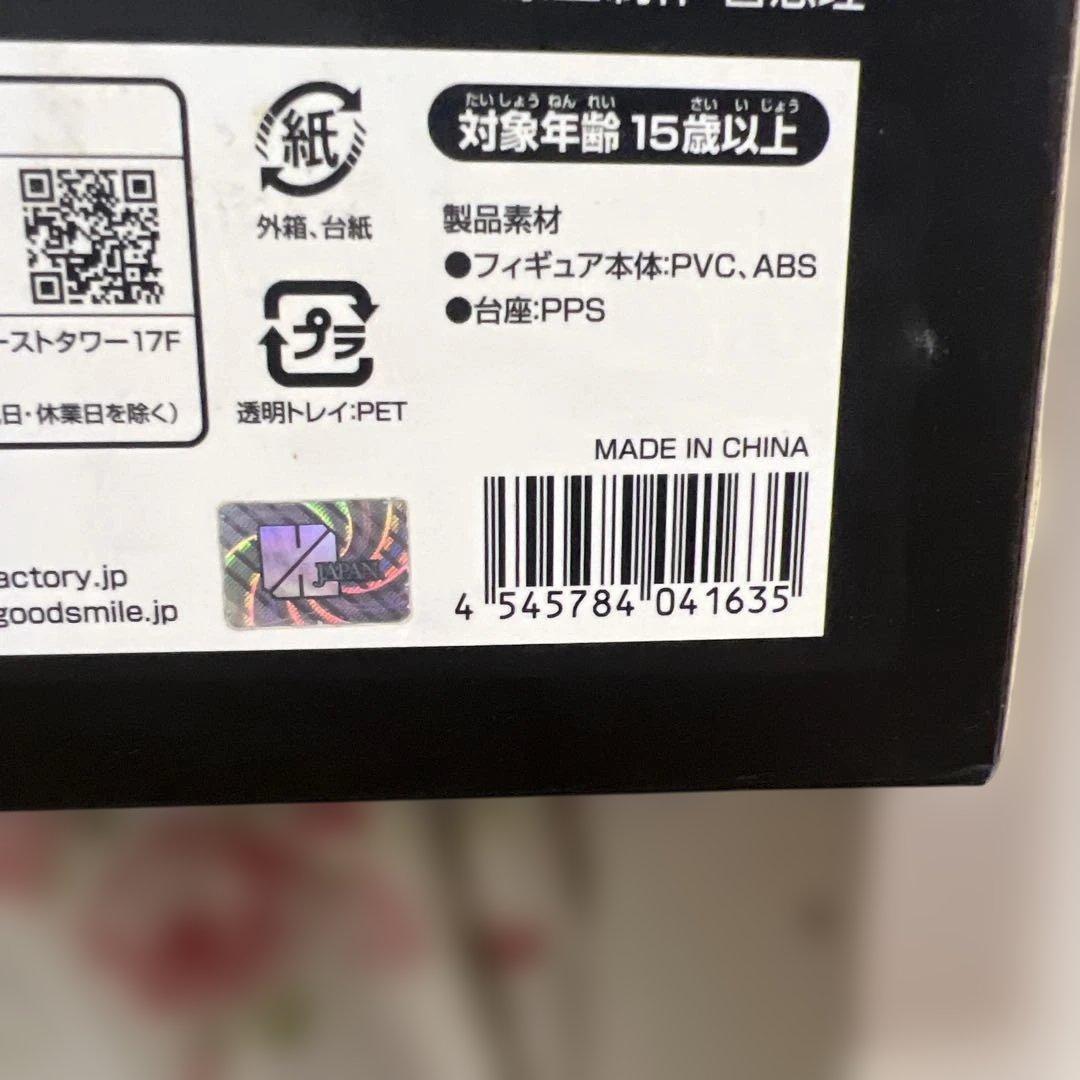 紙
外箱、台紙
プラ
透明トレイ:PET
たいしょうねんれい さいいじょう
対象年齢 15歳以上
製品素材
●フィギュア本体:PVC、ABS
●台座:PPS
ーストタワー17F
日・休業日を除く)
MADE IN CHINA
JAPAN
actory.jp
goodsmile.jp
4 545784 041635